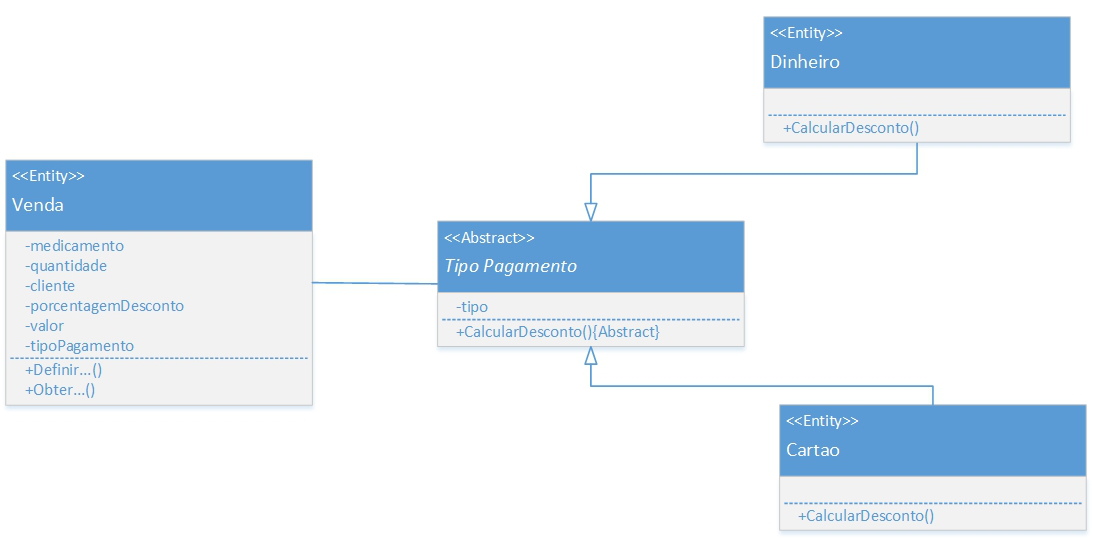 <<Entity>>
Dinheiro
+CalcularDesconto()
<<Entity>>
Venda
-medicamento
-quantidade
-cliente
-porcentagemDesconto
-valor
-tipoPagamento
+Definir...()
+Obter...()
<<Abstract>>
Tipo Pagamento
-tipo
+CalcularDesconto(){Abstract}
<<Entity>>
Cartao
+CalcularDesconto()